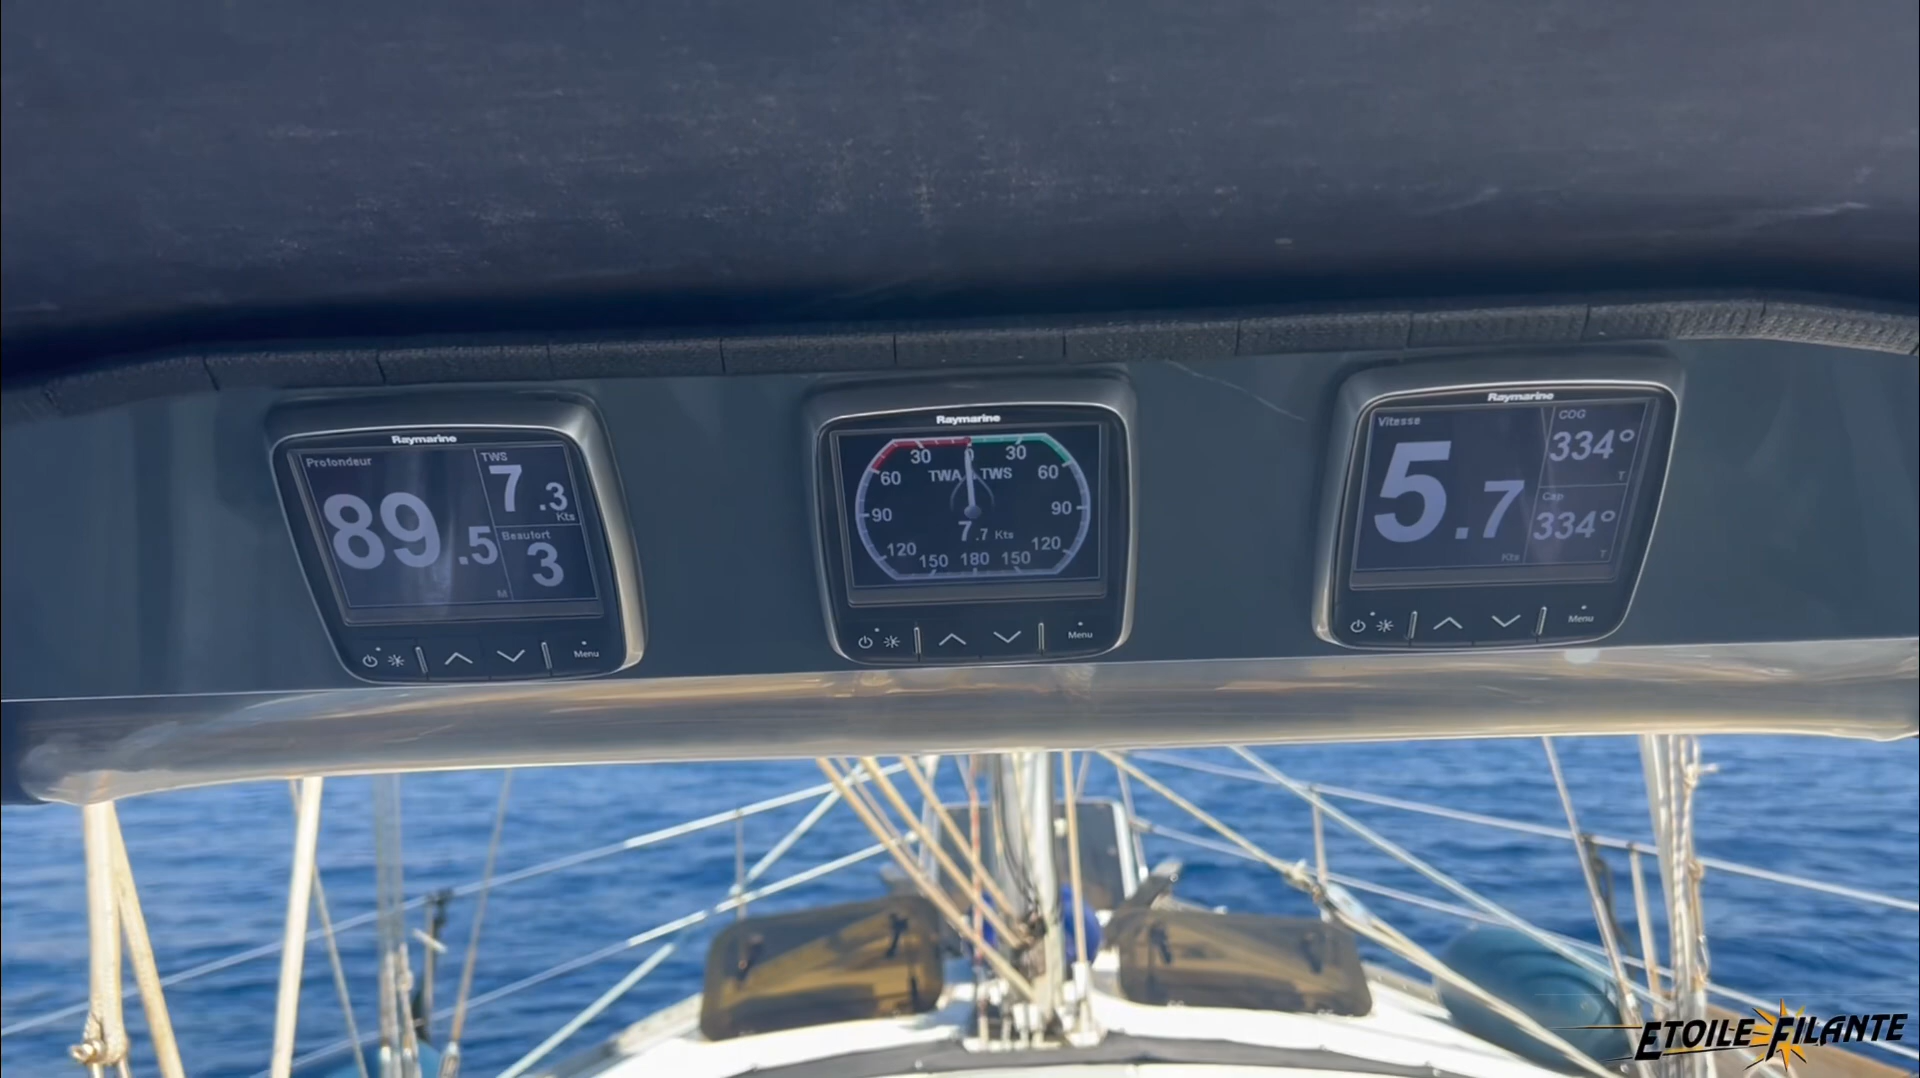 Raymarine
Profondeur
89.5
M
TWS
7.3
Kts
Beaufort
3
Menu
Raymarine
30 0 30
60 TWA TWS 60
90 90
7.7 Kts
120 150 180 150 120
Menu
Raymarine
Vitesse
5.7
Kts
COG
334°
T
Cap
334°
T
Menu
ETOILE FILANTE